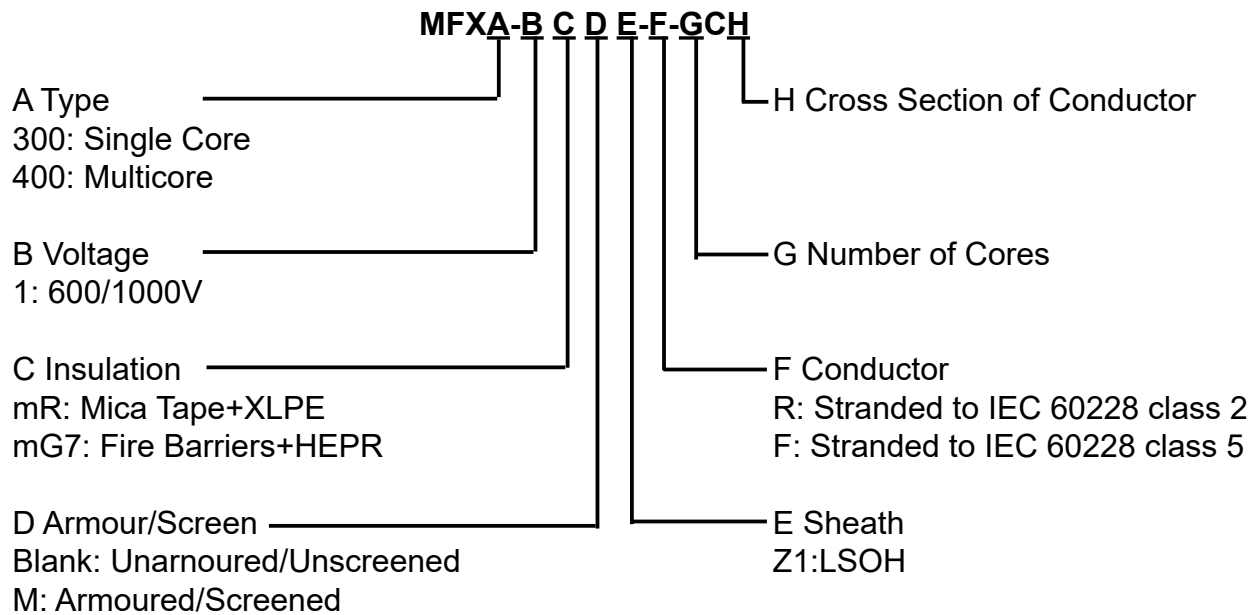 MFXA-B C D E-F-GCH
A Type
300: Single Core
400: Multicore
B Voltage
1: 600/1000V
C Insulation
mR: Mica Tape+XLPE
mG7: Fire Barriers+HEPR
D Armour/Screen
Blank: Unarnoured/Unscreened
M: Armoured/Screened
H Cross Section of Conductor
G Number of Cores
F Conductor
R: Stranded to IEC 60228 class 2
F: Stranded to IEC 60228 class 5
E Sheath
Z1:LSOH